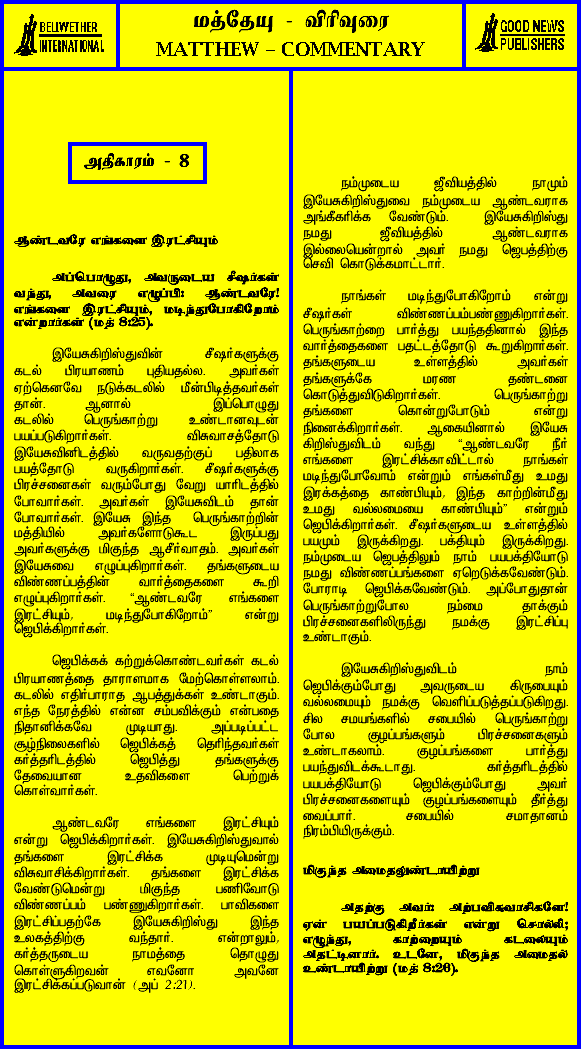 BELIWETHER
INTERNATIONAL
மத்தேயு - விரிவுரை
MATTHEW – COMMENTARY
GOOD NEWS
PUBLISHERS
அதிகாரம் - 8
ஆண்டவரே எங்களை இரட்சியும்
அப்பொழுது, அவருடைய சீஷர்கள்
வந்து, அவரை எழுப்பி: ஆண்டவரே!
எங்களை இரட்சியும், மடிந்துபோகிறோம்
என்றார்கள் (மத் 8:25).
இயேசுகிறிஸ்துவின் சீஷர்களுக்கு
கடல் பிரயாணம் புதியதல்ல. அவர்கள்
ஏற்கெனவே நடுக்கடலில் மீன்பிடித்தவர்கள்
தான். ஆனால் இப்பொழுது
கடலில் பெருங்காற்று உண்டானவுடன்
பயப்படுகிறார்கள். விசுவாசத்தோடு
இயேசுவினிடத்தில் வருவதற்குப் பதிலாக
பயத்தோடு வருகிறார்கள். சீஷர்களுக்கு
பிரச்சனைகள் வரும்போது வேறு யாரிடத்தில்
போவார்கள். அவர்கள் இயேசுவிடம் தான்
போவார்கள். இயேசு இந்த பெருங்காற்றின்
மத்தியில் அவர்களோடுகூட இருப்பது
அவர்களுக்கு மிகுந்த ஆசீர்வாதம். அவர்கள்
இயேசுவை எழுப்புகிறார்கள். தங்களுடைய
விண்ணப்பத்தின் வார்த்தைகளை கூறி
எழுப்புகிறார்கள். “ஆண்டவரே எங்களை
இரட்சியும், மடிந்துபோகிறோம்” என்று
ஜெபிக்கிறார்கள்.
ஜெபிக்கக் கற்றுக்கொண்டவர்கள் கடல்
பிரயாணத்தை தாராளமாக மேற்கொள்ளலாம்.
கடலில் எதிர்பாராத ஆபத்துக்கள் உண்டாகும்.
எந்த நேரத்தில் என்ன சம்பவிக்கும் என்பதை
நிதானிக்கவே முடியாது. அப்படிப்பட்ட
சூழ்நிலைகளில் ஜெபிக்கத் தெரிந்தவர்கள்
கர்த்தரிடத்தில் ஜெபித்து தங்களுக்கு
தேவையான உதவிகளை பெற்றுக்
கொள்வார்கள்.
ஆண்டவரே எங்களை இரட்சியும்
என்று ஜெபிக்கிறார்கள். இயேசுகிறிஸ்துவால்
தங்களை இரட்சிக்க முடியுமென்று
விசுவாசிக்கிறார்கள். தங்களை இரட்சிக்க
வேண்டுமென்று மிகுந்த பணிவோடு
விண்ணப்பம் பண்ணுகிறார்கள். பாவிகளை
இரட்சிப்பதற்கே இயேசுகிறிஸ்து இந்த
உலகத்திற்கு வந்தார். என்றாலும்,
கர்த்தருடைய நாமத்தை தொழுது
கொள்ளுகிறவன் எவனோ அவனே
இரட்சிக்கப்படுவான் (அப் 2:21).
நம்முடைய ஜீவியத்தில் நாமும்
இயேசுகிறிஸ்துவை நம்முடைய ஆண்டவராக
அங்கீகரிக்க வேண்டும். இயேசுகிறிஸ்து
நமது ஜீவியத்தில் ஆண்டவராக
இல்லையென்றால் அவர் நமது ஜெபத்திற்கு
செவி கொடுக்கமாட்டார்.
நாங்கள் மடிந்துபோகிறோம் என்று
சீஷர்கள் விண்ணப்பம்பண்ணுகிறார்கள்.
பெருங்காற்றை பார்த்து பயந்ததினால் இந்த
வார்த்தைகளை பதட்டத்தோடு கூறுகிறார்கள்.
தங்களுடைய உள்ளத்தில் அவர்கள்
தங்களுக்கே மரண தண்டனை
கொடுத்துவிடுகிறார்கள். பெருங்காற்று
தங்களை கொன்றுபோடும் என்று
நினைக்கிறார்கள். ஆகையினால் இயேசு
கிறிஸ்துவிடம் வந்து “ஆண்டவரே நீர்
எங்களை இரட்சிக்காவிட்டால் நாங்கள்
மடிந்துபோவோம் என்றும் எங்கள்மீது உமது
இரக்கத்தை காண்பியும், இந்த காற்றின்மீது
உமது வல்லமையை காண்பியும்” என்றும்
ஜெபிக்கிறார்கள். சீஷர்களுடைய உள்ளத்தில்
பயமும் இருக்கிறது. பக்தியும் இருக்கிறது.
நம்முடைய ஜெபத்திலும் நாம் பயபக்தியோடு
நமது விண்ணப்பங்களை ஏறெடுக்கவேண்டும்.
போராடி ஜெபிக்கவேண்டும். அப்போதுதான்
பெருங்காற்றுபோல நம்மை தாக்கும்
பிரச்சனைகளிலிருந்து நமக்கு இரட்சிப்பு
உண்டாகும்.
இயேசுகிறிஸ்துவிடம் நாம்
ஜெபிக்கும்போது அவருடைய கிருபையும்
வல்லமையும் நமக்கு வெளிப்படுத்தப்படுகிறது.
சில சமயங்களில் சபையில் பெருங்காற்று
போல குழப்பங்களும் பிரச்சனைகளும்
உண்டாகலாம். குழப்பங்களை பார்த்து
பயந்துவிடக்கூடாது. கர்த்தரிடத்தில்
பயபக்தியோடு ஜெபிக்கும்போது அவர்
பிரச்சனைகளையும் குழப்பங்களையும் தீர்த்து
வைப்பார். சபையில் சமாதானம்
நிரம்பியிருக்கும்.
மிகுந்த அமைதலுண்டாயிற்று
அதற்கு அவர்: அற்பவிசுவாசிகளே!
ஏன் பயப்படுகிறீர்கள் என்று சொல்லி;
எழுந்து, காற்றையும் கடலையும்
அதட்டினார். உடனே, மிகுந்த அமைதல்
உண்டாயிற்று (மத் 8:26).